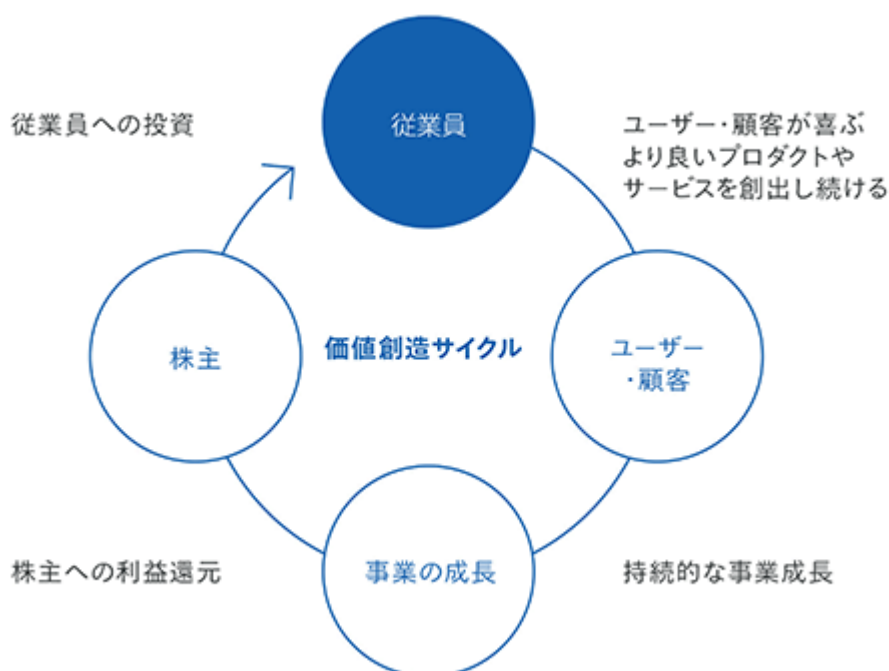 従業員への投資
従業員
ユーザー・顧客が喜ぶ
より良いプロダクトや
サービスを創出し続ける
株主
価値創造サイクル
ユーザー
・顧客
株主への利益還元
事業の成長
持続的な事業成長